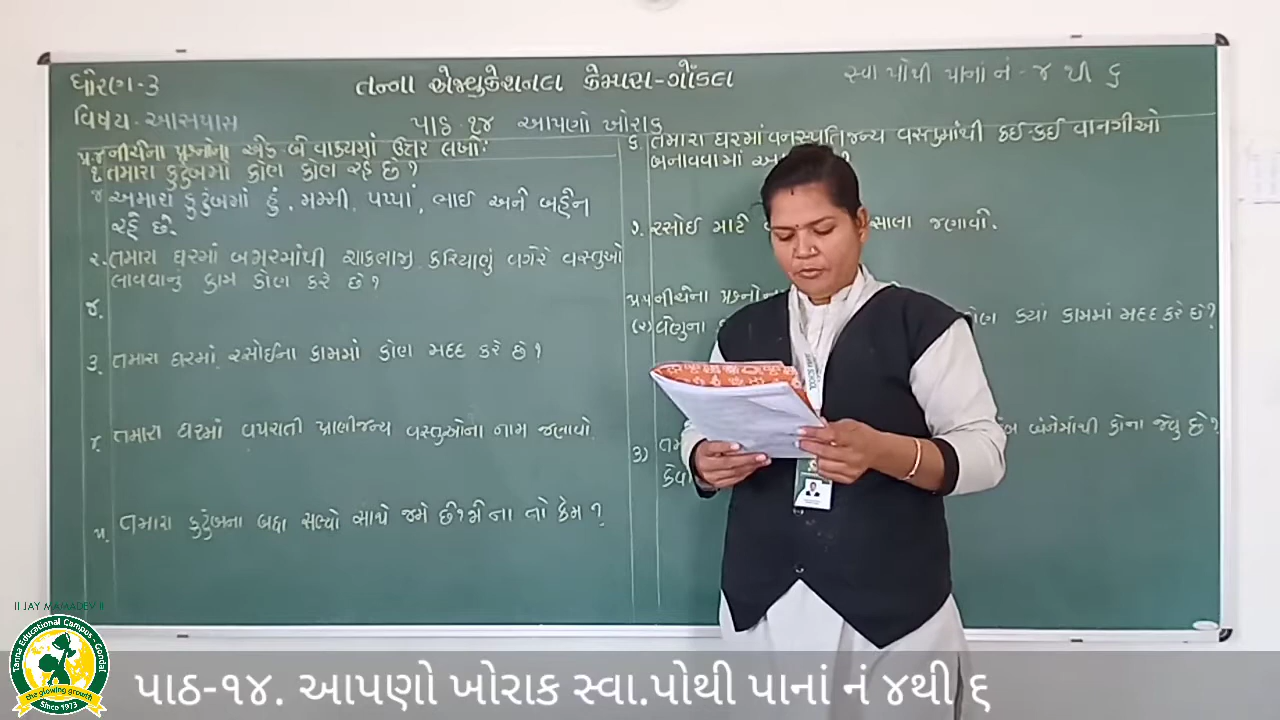 ધોરણ-૩
તન્ના એજ્યુકેશનલ કેમ્પસ-ગોંડલ
સ્વા પોથી પાનાં નં - ૪ થી ૬
વિષય-આસપાસ
પાઠ-૧૪ આપણો ખોરાક
પ્ર.૪ નીચેના પ્રશ્નોના એક-બે વાક્યમાં ઉત્તર લખો:
૧. તમારા કુટુંબમાં કોણ કોણ રહે છે?
જ અમારા કુટુંબમાં હું, મમ્મી, પપ્પાં, ભાઈ અને બહેન
રહે છે.
૨. તમારા ઘરમાં બજારમાંથી શાકભાજી કરિયાણું વગેરે વસ્તુઓ
લાવવાનું કામ કોણ કરે છે?
જ.
૩. તમારા ઘરમાં રસોઈના કામમાં કોણ મદદ કરે છે?
૪. તમારા ઘરમાં વપરાતી પ્રાણીજન્ય વસ્તુઓના નામ જણાવો.
૫. તમારા કુટુંબના બધા સભ્યો સાથે જમે છે? ના તો કેમ?
૬ તમારા ઘરમાં વનસ્પતિજન્ય વસ્તુમાંથી કઈ-કઈ વાનગીઓ
બનાવવામાં
૭. રસોઈ માટે સાલા જણાવો.
પ્ર.૫ નીચેના પ્રશ્નોના
(૨) વેણુના કોણ ક્યાં કામમાં મદદ કરે છે?
૩) બંનેમાંથી કોના જેવું છે?
II JAY MAMADEV II
Tanna Educational Campus - Gondal
the glowing growth
Since 1973
પાઠ-૧૪. આપણો ખોરાક સ્વા.પોથી પાનાં નં ૪થી ૬